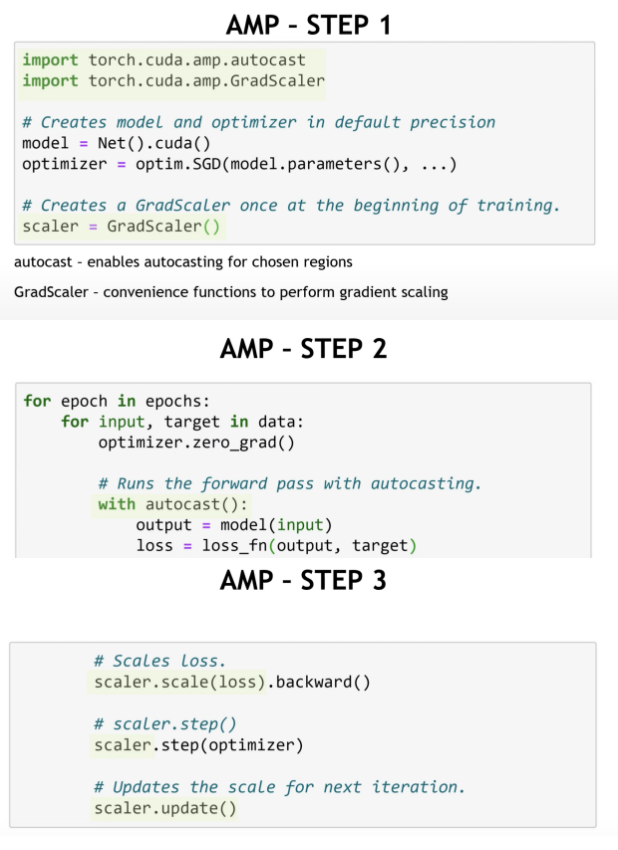 AMP - STEP 1
import torch.cuda.amp.autocast
import torch.cuda.amp.GradScaler
# Creates model and optimizer in default precision
model = Net().cuda()
optimizer = optim.SGD(model.parameters(), ...)
# Creates a GradScaler once at the beginning of training.
scaler = GradScaler()
autocast - enables autocasting for chosen regions
GradScaler - convenience functions to perform gradient scaling
AMP - STEP 2
for epoch in epochs:
    for input, target in data:
        optimizer.zero_grad()
        # Runs the forward pass with autocasting.
        with autocast():
            output = model(input)
            loss = loss_fn(output, target)
AMP - STEP 3
        # Scales loss.
        scaler.scale(loss).backward()
        # scaler.step()
        scaler.step(optimizer)
        # Updates the scale for next iteration.
        scaler.update()